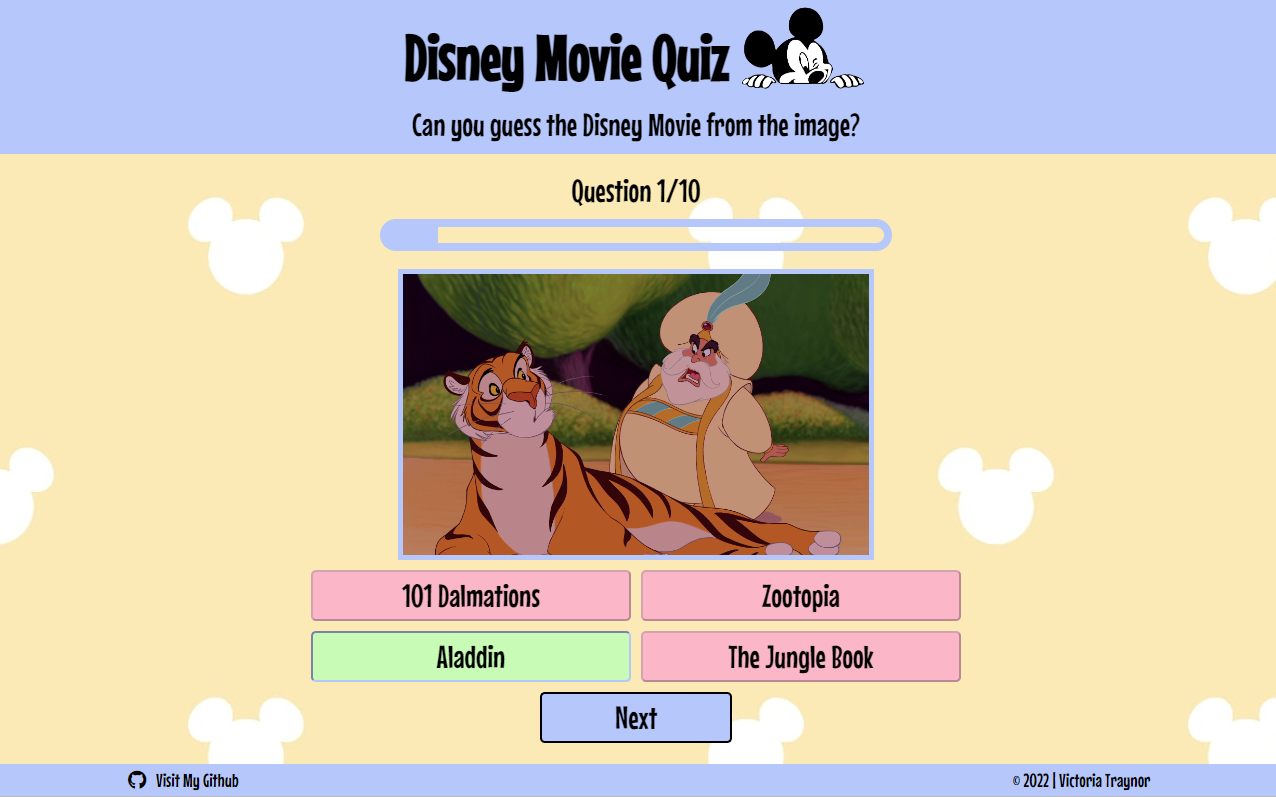 Disney Movie Quiz
Can you guess the Disney Movie from the image?
Question 1/10
101 Dalmations
Zootopia
Aladdin
The Jungle Book
Next
Visit My Github
© 2022 | Victoria Traynor